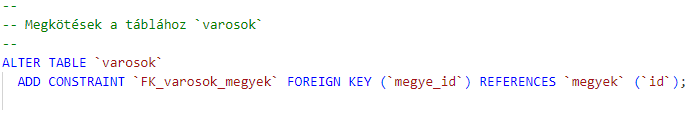 --
-- Megkötések a táblához `varosok`
--
ALTER TABLE `varosok`
  ADD CONSTRAINT `FK_varosok_megyek` FOREIGN KEY (`megye_id`) REFERENCES `megyek` (`id`);